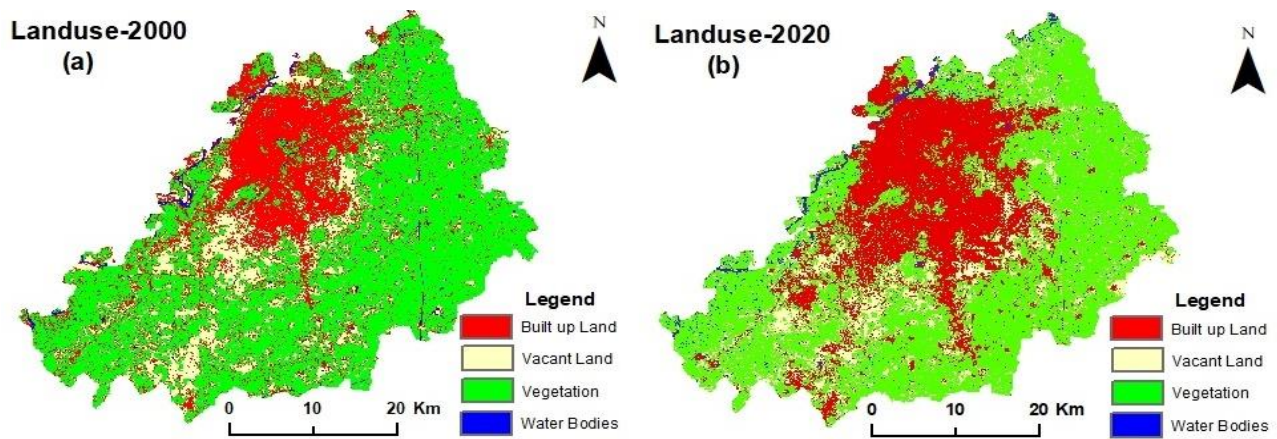 Landuse-2000
(a)
N
Legend
Built up Land
Vacant Land
Vegetation
Water Bodies
0 10 20 Km
Landuse-2020
(b)
N
Legend
Built up Land
Vacant Land
Vegetation
Water Bodies
0 10 20 Km